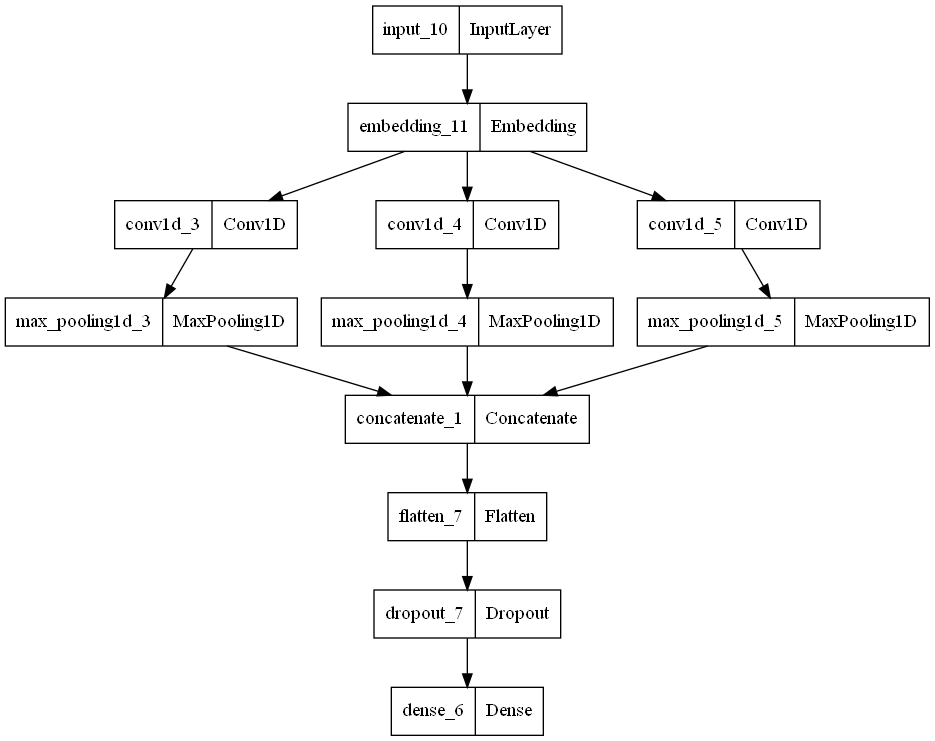 input_10 InputLayer
embedding_11 Embedding
conv1d_3 Conv1D conv1d_4 Conv1D conv1d_5 Conv1D
max_pooling1d_3 MaxPooling1D max_pooling1d_4 MaxPooling1D max_pooling1d_5 MaxPooling1D
concatenate_1 Concatenate
flatten_7 Flatten
dropout_7 Dropout
dense_6 Dense